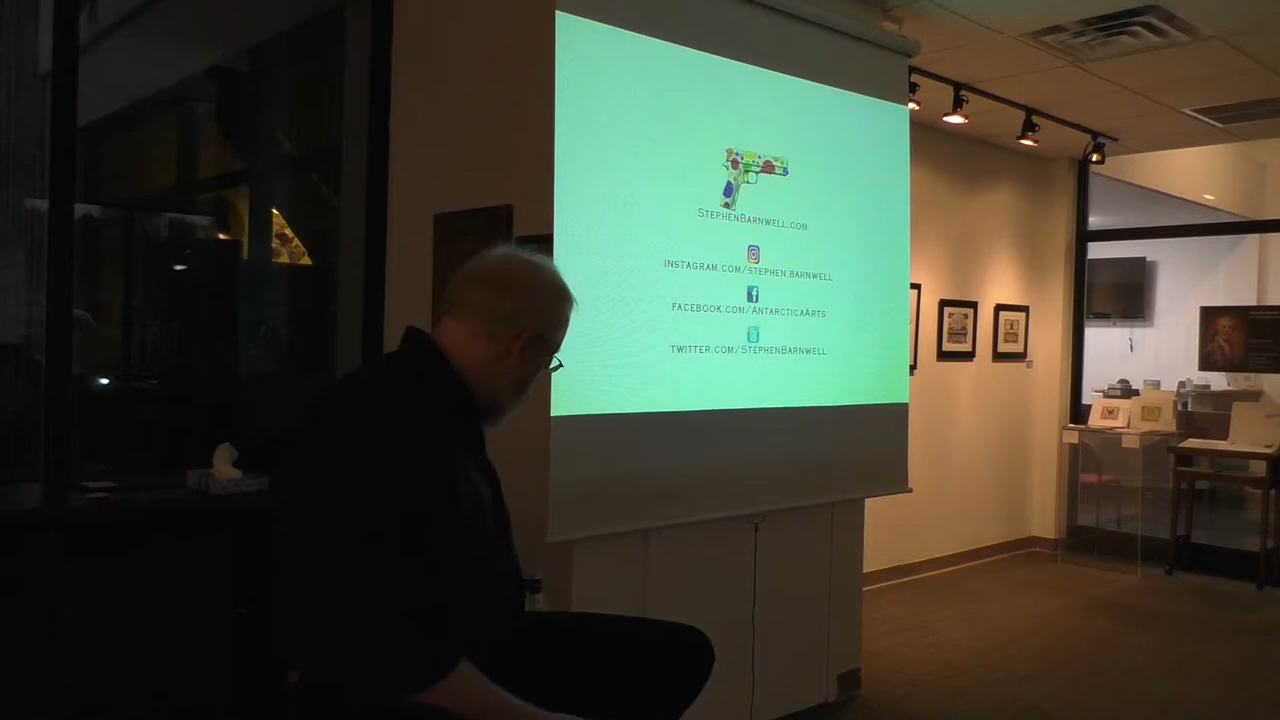 StephenBarnwell.com
instagram.com/stephen.barnwell
facebook.com/AntarcticaArts
twitter.com/StephenBarnwell